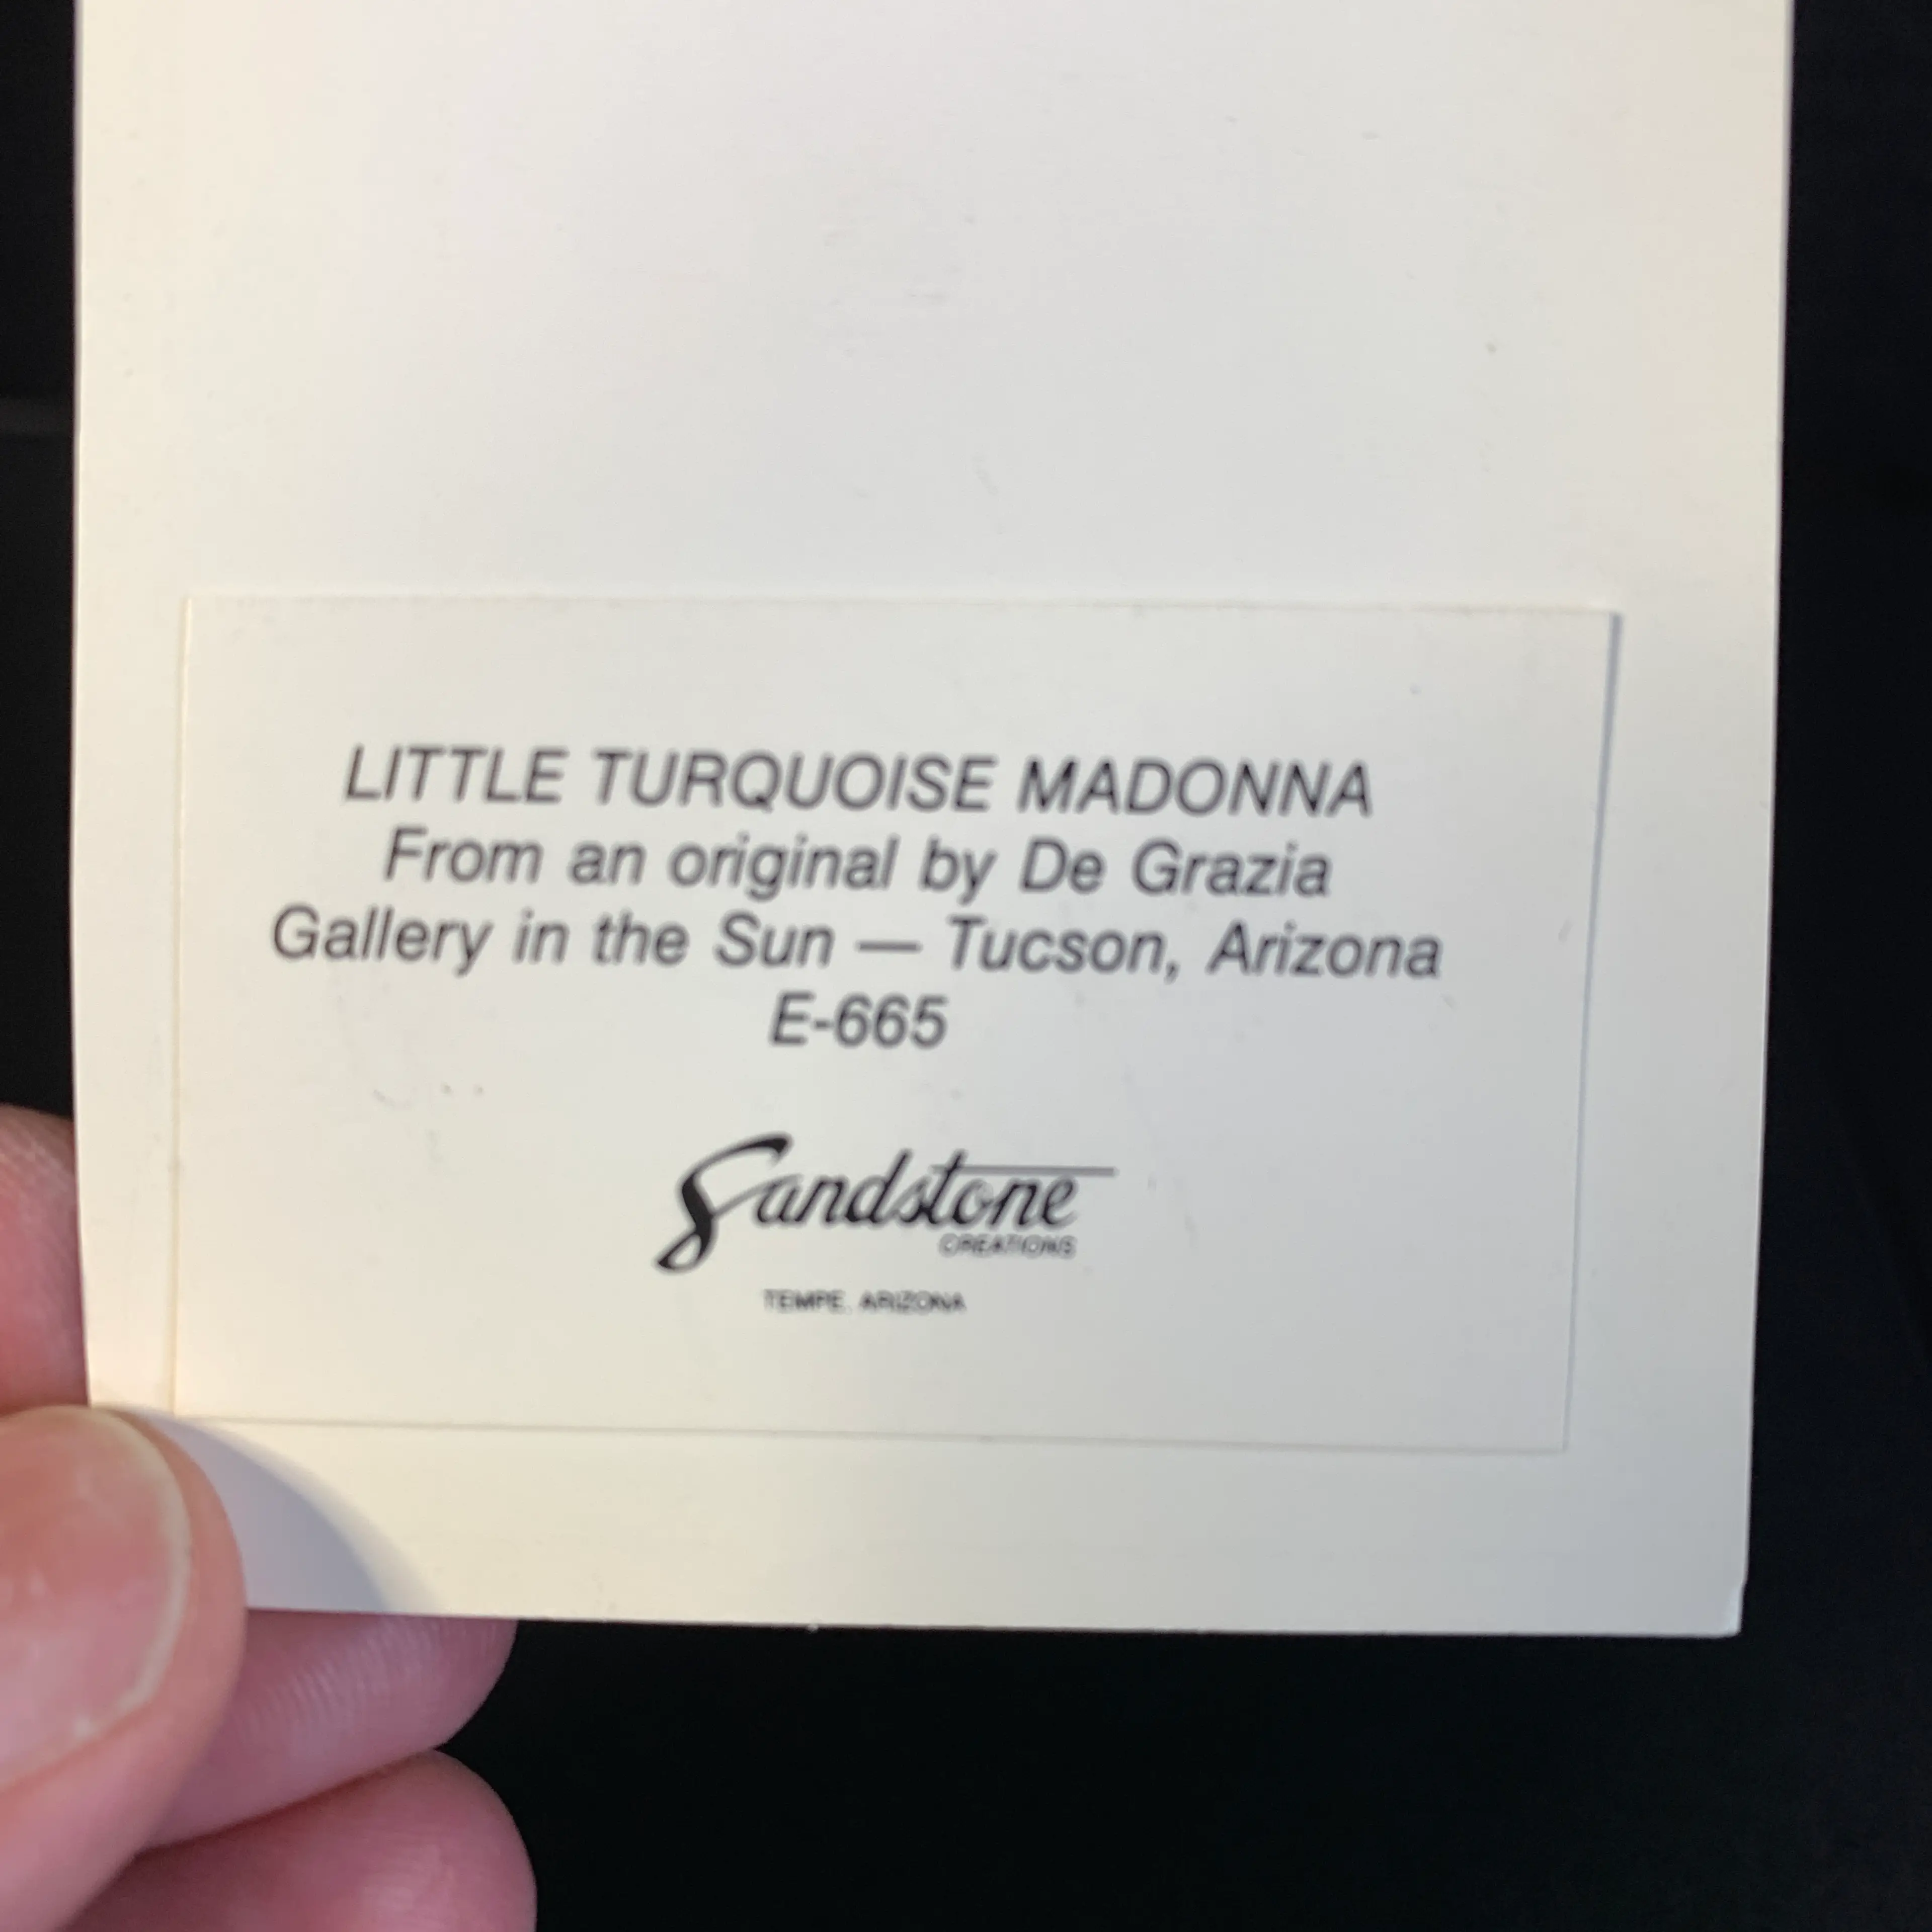 LITTLE TURQUOISE MADONNA
From an original by De Grazia
Gallery in the Sun — Tucson, Arizona
E-665
Sandstone
CREATIONS
TEMPE, ARIZONA